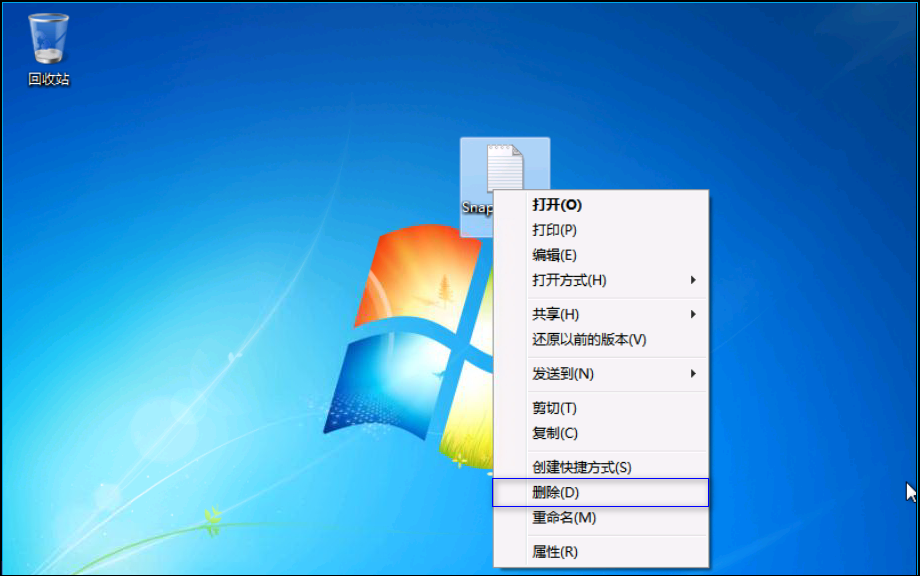 回收站
Snap
打开(O)
打印(P)
编辑(E)
打开方式(H)
共享(H)
还原以前的版本(V)
发送到(N)
剪切(T)
复制(C)
创建快捷方式(S)
删除(D)
重命名(M)
属性(R)